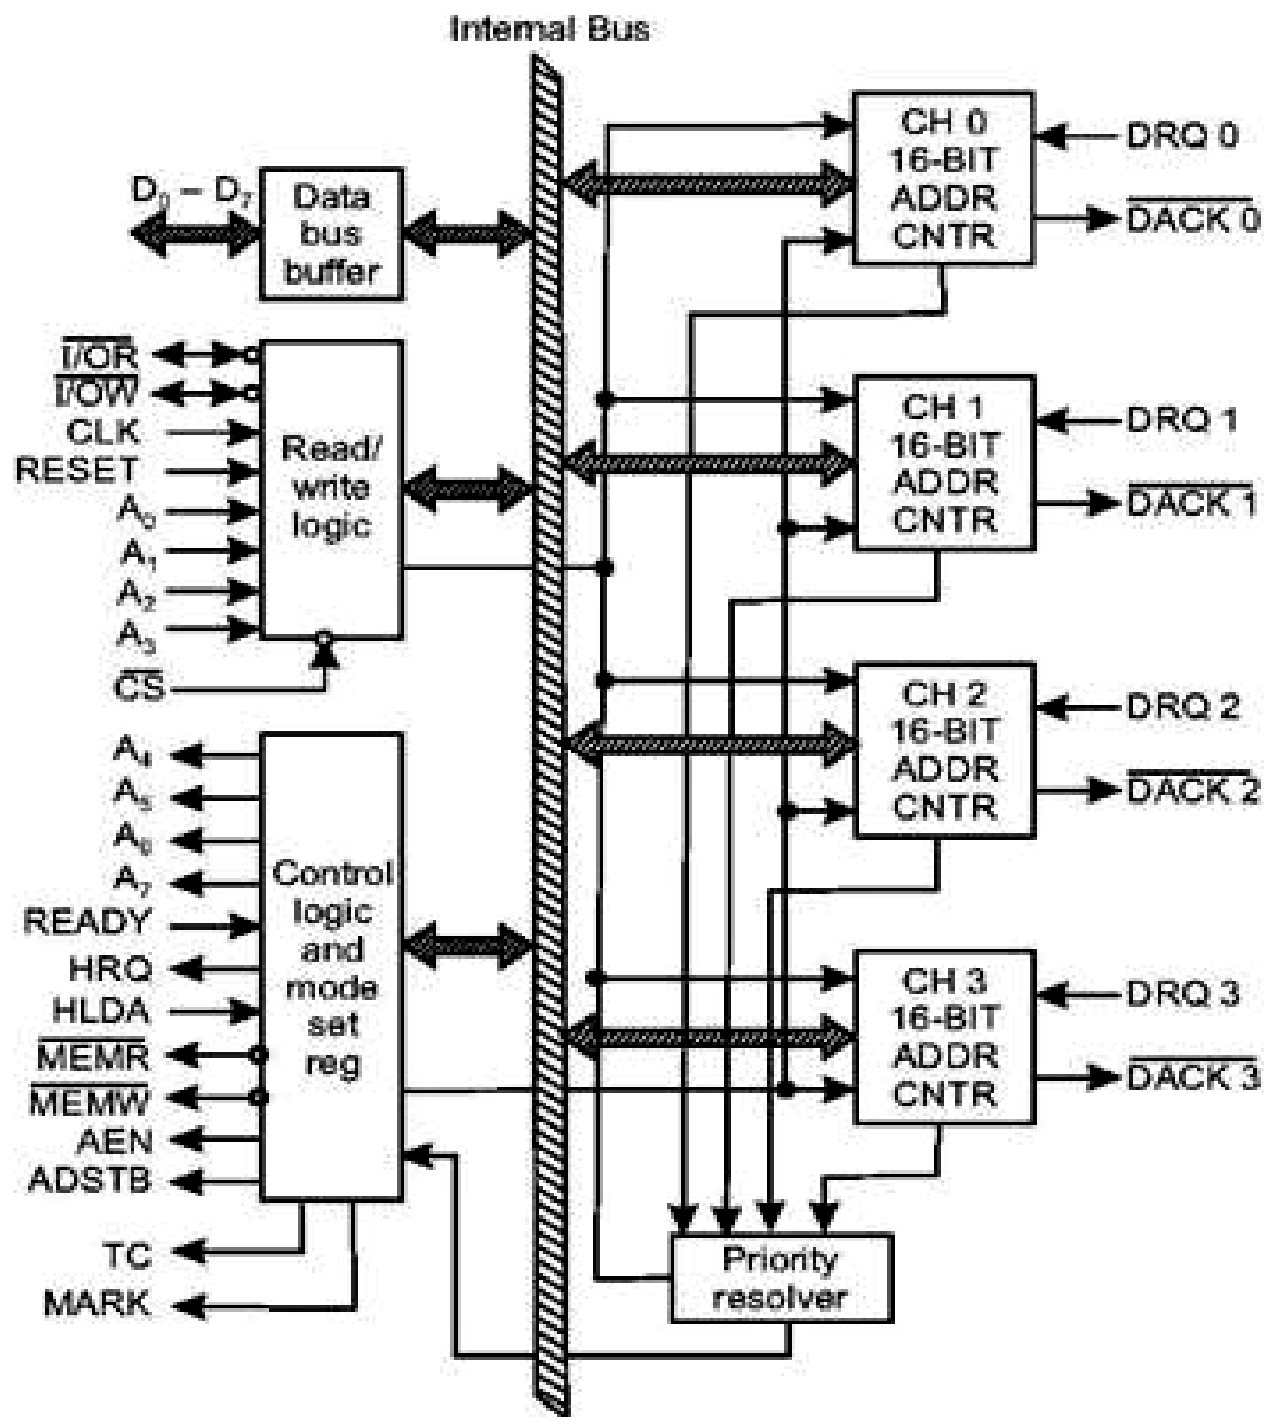 Internal Bus
D₀ – D₇
Data
bus
buffer
I/OR
I/OW
CLK
RESET
A₀
A₁
A₂
A₃
CS
Read/
write
logic
A₄
A₅
A₆
A₇
READY
HRQ
HLDA
MEMR
MEMW
AEN
ADSTB
TC
MARK
Control
logic
and
mode
set
reg
CH 0
16-BIT
ADDR
CNTR
DRQ 0
DACK 0
CH 1
16-BIT
ADDR
CNTR
DRQ 1
DACK 1
CH 2
16-BIT
ADDR
CNTR
DRQ 2
DACK 2
CH 3
16-BIT
ADDR
CNTR
DRQ 3
DACK 3
Priority
resolver